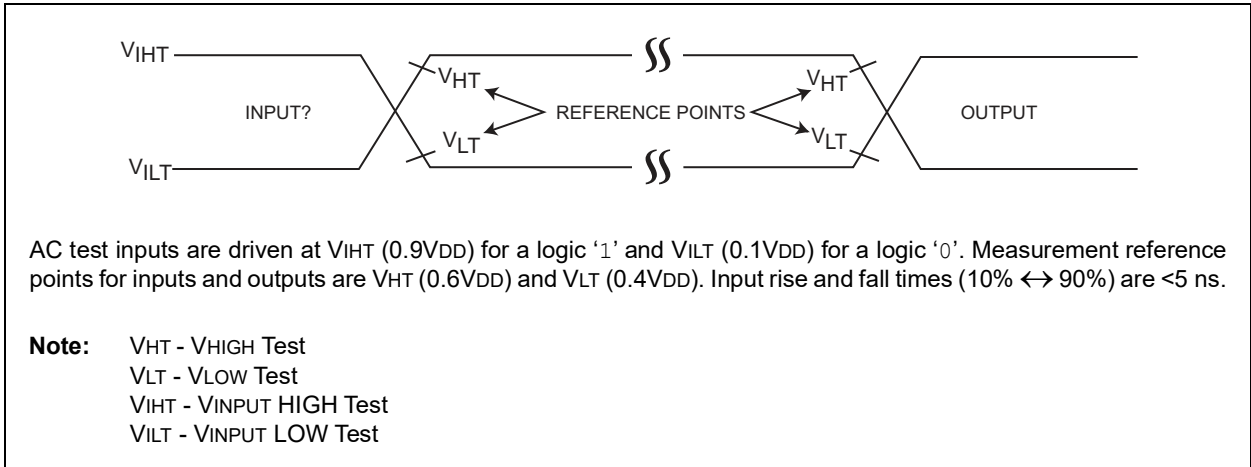 VIHT
VHT
VHT
INPUT?
REFERENCE POINTS
OUTPUT
VLT
VLT
VILT
AC test inputs are driven at VIHT (0.9VDD) for a logic ‘1’ and VILT (0.1VDD) for a logic ‘0’. Measurement reference
points for inputs and outputs are VHT (0.6VDD) and VLT (0.4VDD). Input rise and fall times (10% ↔ 90%) are <5 ns.
Note: VHT - VHIGH Test
VLT - VLOW Test
VIHT - VINPUT HIGH Test
VILT - VINPUT LOW Test